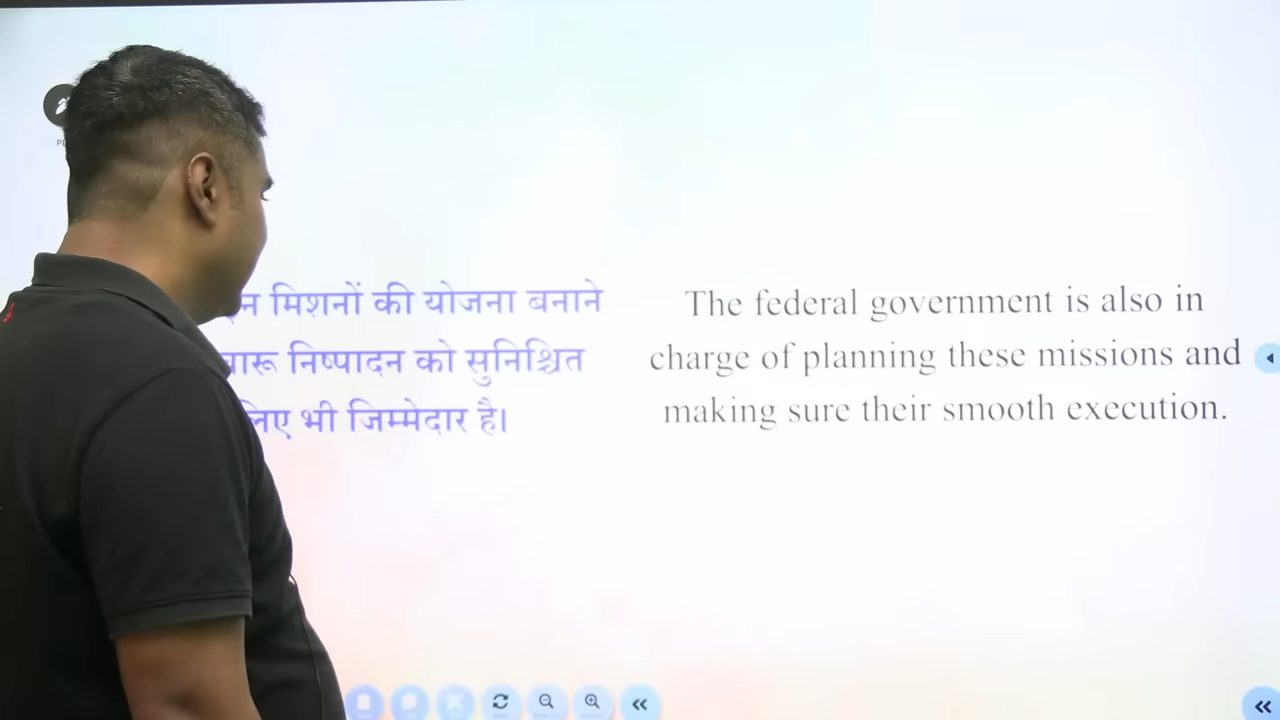 मिशनों की योजना बनाने
निष्पादन को सुनिश्चित
भी जिम्मेदार है।
The federal government is also in
charge of planning these missions and
making sure their smooth execution.